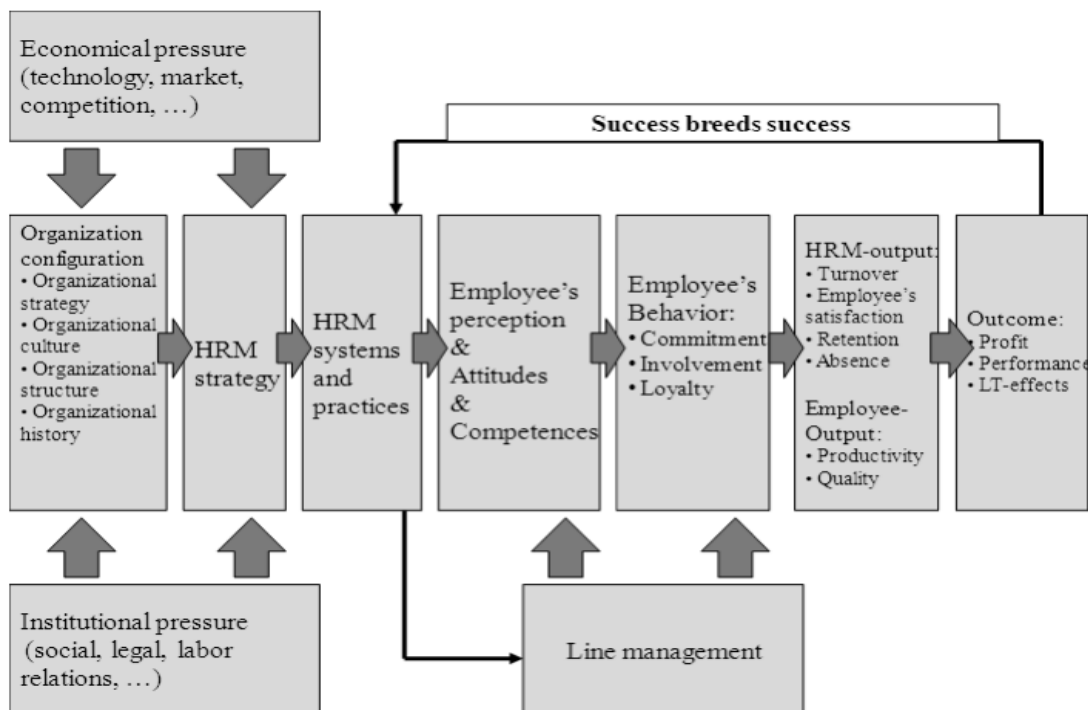 Economical pressure
(technology, market,
competition, …)
Success breeds success
Organization
configuration
• Organizational
strategy
• Organizational
culture
• Organizational
structure
• Organizational
history
HRM
strategy
HRM
systems
and
practices
Employee’s
perception
&
Attitudes
&
Competences
Employee’s
Behavior:
• Commitment
• Involvement
• Loyalty
HRM-output:
• Turnover
• Employee’s
satisfaction
• Retention
• Absence
Employee-
Output:
• Productivity
• Quality
Outcome:
• Profit
• Performance
• LT-effects
Institutional pressure
(social, legal, labor
relations, …)
Line management